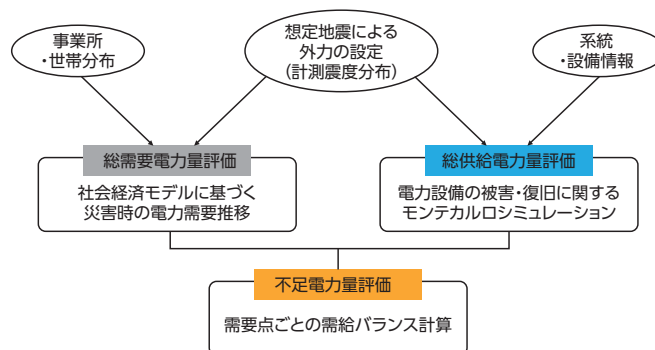 事業所
・世帯分布
想定地震による
外力の設定
(計測震度分布)
系統
・設備情報
総需要電力量評価
社会経済モデルに基づく
災害時の電力需要推移
総供給電力量評価
電力設備の被害・復旧に関する
モンテカルロシミュレーション
不足電力量評価
需要点ごとの需給バランス計算